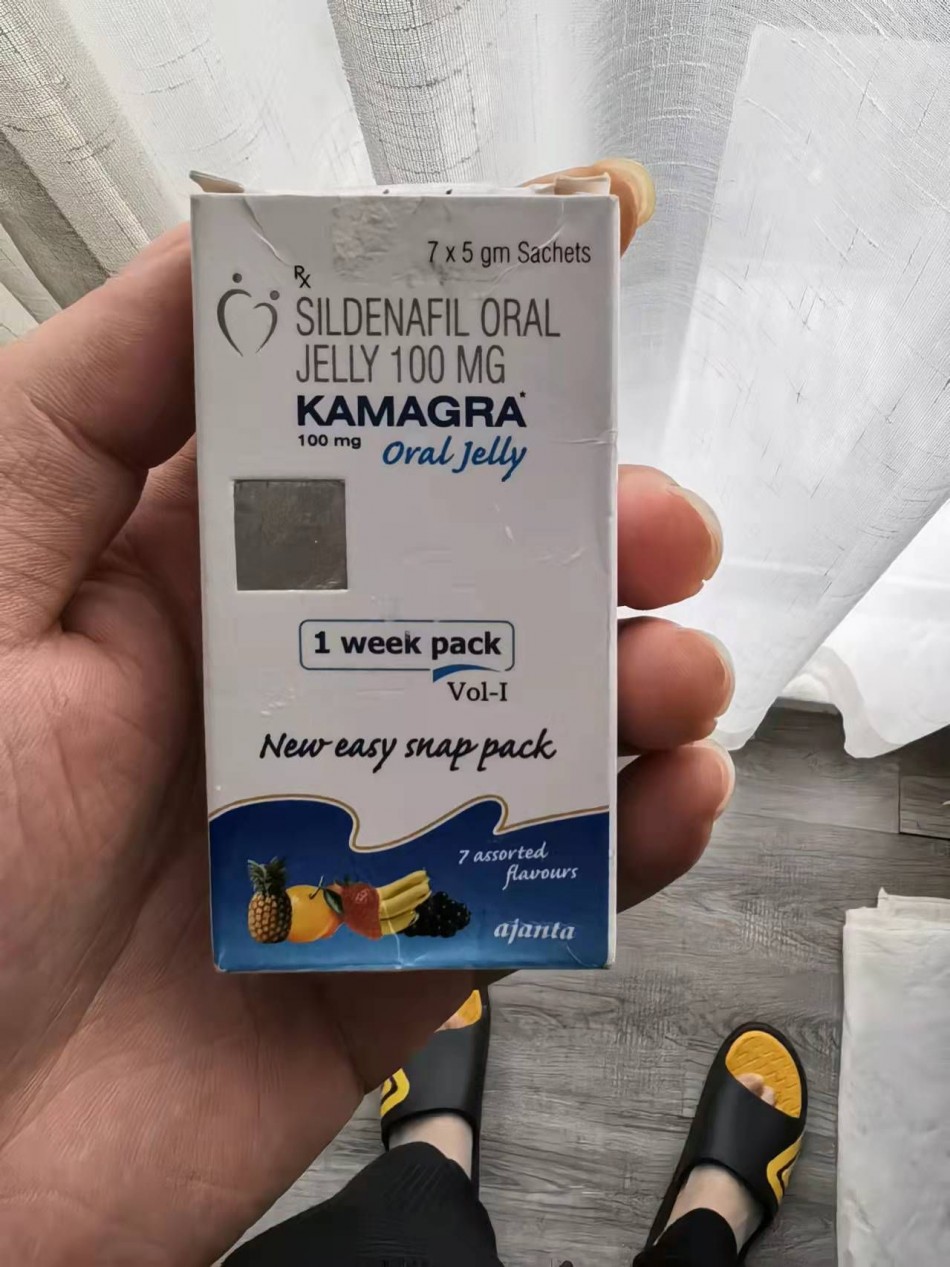 7 x 5 gm Sachets
Rx
SILDENAFIL ORAL
JELLY 100 MG
KAMAGRA*
100 mg Oral Jelly
1 week pack
Vol-I
New easy snap pack
7 assorted
flavours
ajanta